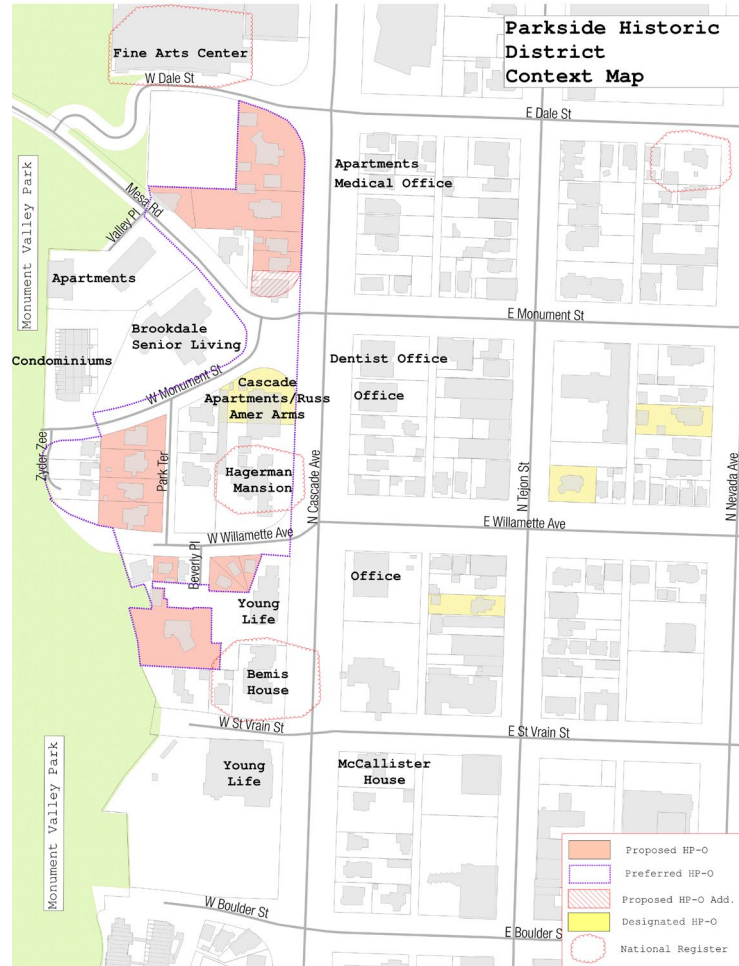 Parkside Historic
District
Context Map
Fine Arts Center
W Dale St
E Dale St
Monument Valley Park
Mesa Rd
Valley Pl
Apartments
Medical Office
Apartments
Brookdale
Senior Living
Condominiums
E Monument St
W Monument St
Dentist Office
Office
Cascade
Apartments/Russ
Amer Arms
Zyder Zee
Park Ter
Hagerman
Mansion
N Cascade Ave
N Tejon St
N Nevada Ave
W Willamette Ave
E Willamette Ave
Beverly Pl
Office
Young
Life
Bemis
House
W St Vrain St
E St Vrain St
Monument Valley Park
Young
Life
McCallister
House
W Boulder St
E Boulder S
Proposed HP-O
Preferred HP-O
Proposed HP-O Add.
Designated HP-O
National Register